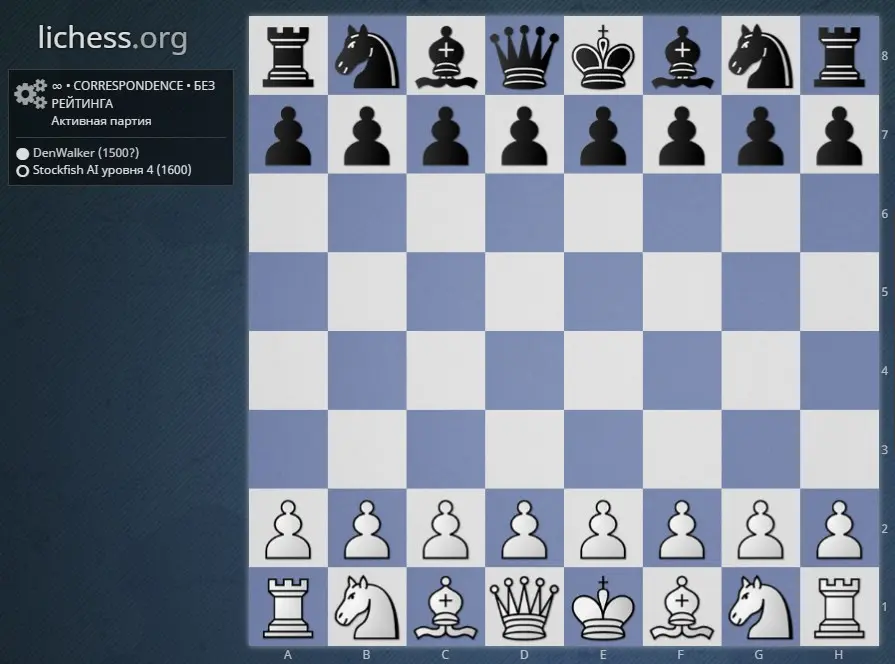 lichess.org
∞ • CORRESPONDENCE • БЕЗ
РЕЙТИНГА
Активная партия
DenWalker (1500?)
Stockfish AI уровня 4 (1600)
8
7
6
5
4
3
2
1
A B C D E F G H